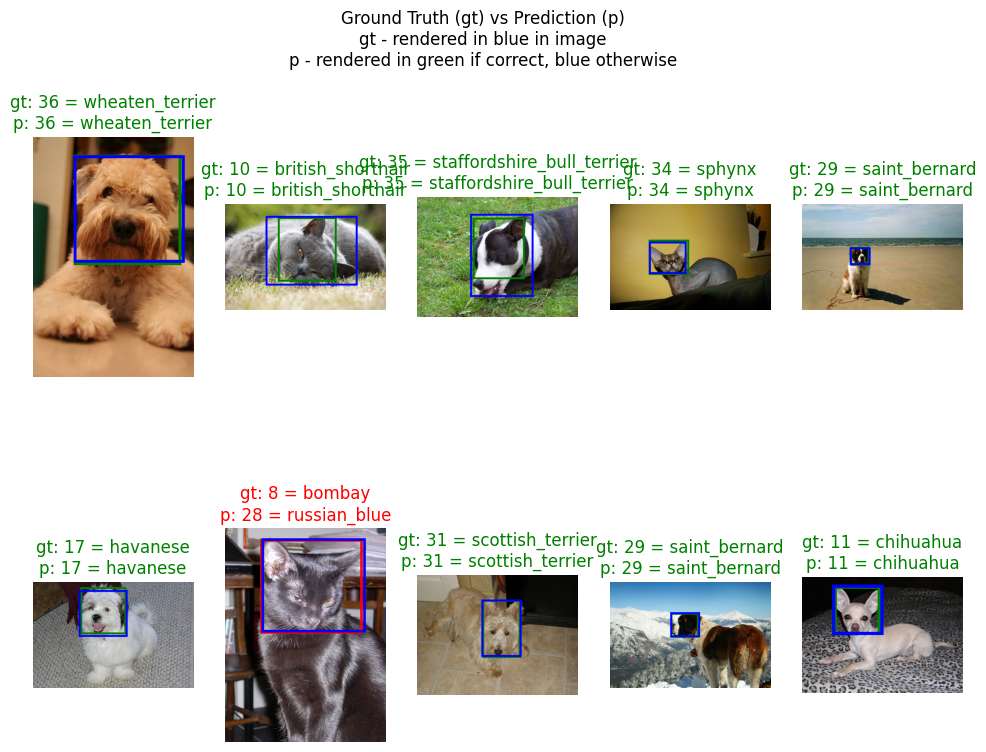 Ground Truth (gt) vs Prediction (p)
gt - rendered in blue in image
p - rendered in green if correct, blue otherwise
gt: 36 = wheaten_terrier
p: 36 = wheaten_terrier
gt: 10 = british_shorthair
p: 10 = british_shorthair
gt: 35 = staffordshire_bull_terrier
p: 35 = staffordshire_bull_terrier
gt: 34 = sphynx
p: 34 = sphynx
gt: 29 = saint_bernard
p: 29 = saint_bernard
gt: 17 = havanese
p: 17 = havanese
gt: 8 = bombay
p: 28 = russian_blue
gt: 31 = scottish_terrier
p: 31 = scottish_terrier
gt: 29 = saint_bernard
p: 29 = saint_bernard
gt: 11 = chihuahua
p: 11 = chihuahua